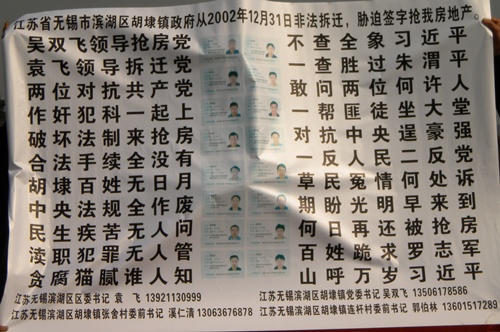 江苏省无锡市滨湖区胡埭镇政府从2002年12月31日非法拆迁，胁迫签字抢我房地产。
吴双飞领导抢房党
袁飞领导拆迁党
两位对抗共产党
作奸犯科一起上
破坏法制来抢房
合法手续全没有
胡埭百姓无日月
中央法规全作废
民生疾苦无人问
渎职犯罪无人管
贪腐猫腻谁人知
不查全象习近平
一查胜过朱渭平
敢问两位何许人
一帮匪徒坐大堂
对抗中央逞豪强
一反人民二反党
草民冤情何处诉
期盼光明早来到
何日再还被抢房
百姓跪求罗志军
山呼万岁习近平
江苏无锡滨湖区区委书记 袁 飞 13921130999
江苏无锡滨湖区胡埭镇党委书记 吴双飞 13506178586
江苏无锡滨湖区胡埭镇张舍村委前书记 溪仁清 13063676878
江苏无锡滨湖区胡埭镇连杆村委前书记 郭伯林 13601517289